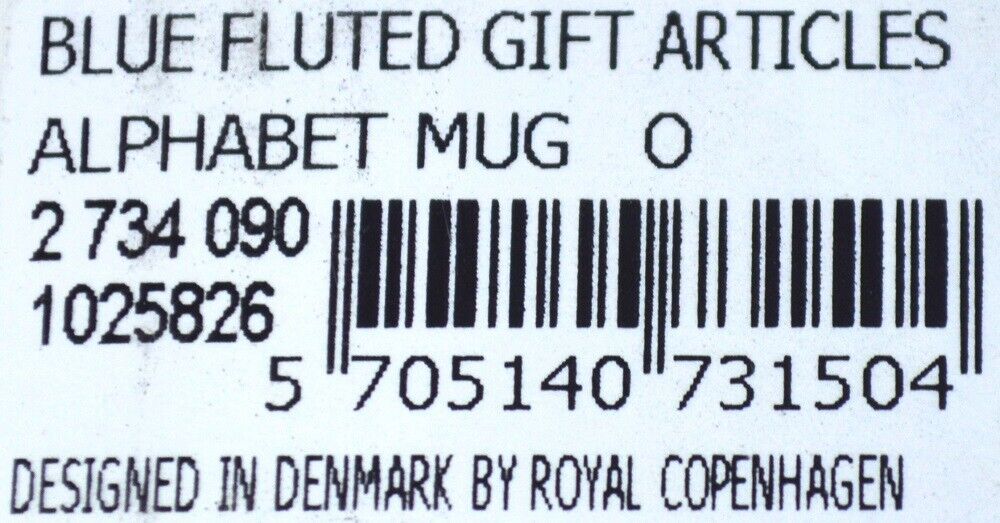 BLUE FLUTED GIFT ARTICLES
ALPHABET MUG O
2 734 090
1025826
5 705140 731504
DESIGNED IN DENMARK BY ROYAL COPENHAGEN